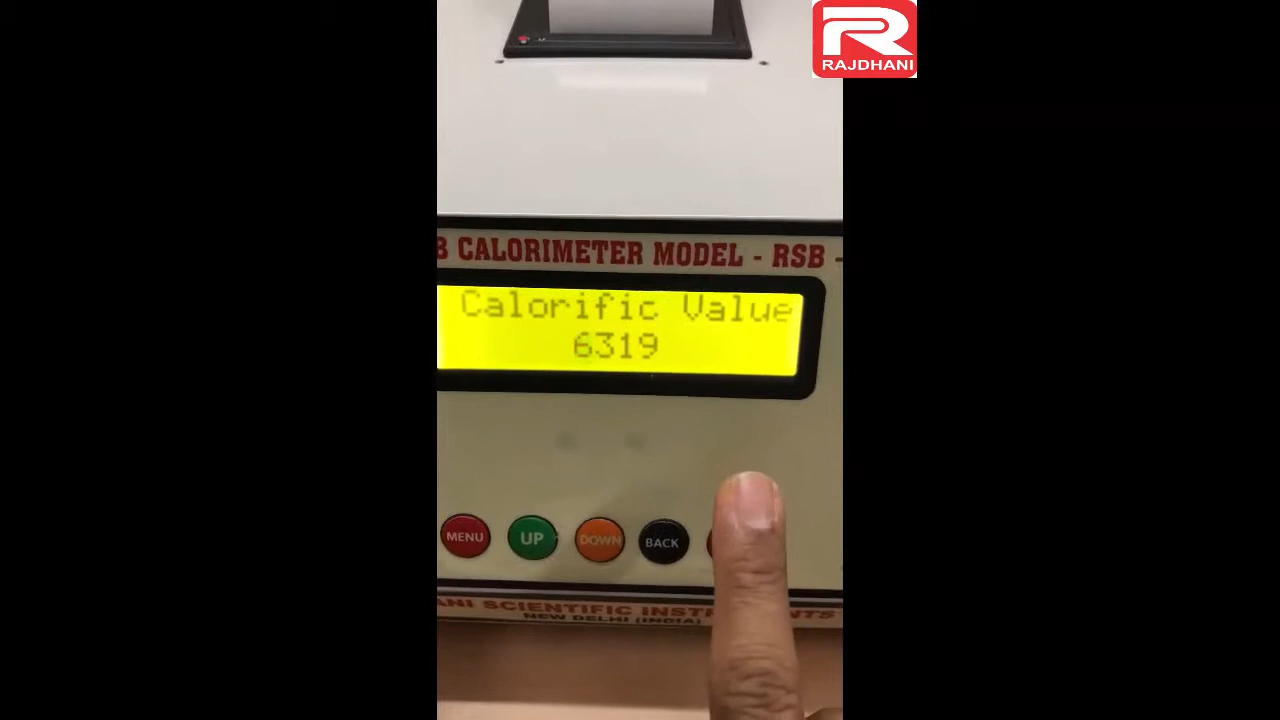 R
RAJDHANI
B CALORIMETER MODEL - RSB -
Calorific Value
6319
MENU
UP
DOWN
BACK
ANI SCIENTIFIC INSTR NTS
NEW DELHI (INDIA)